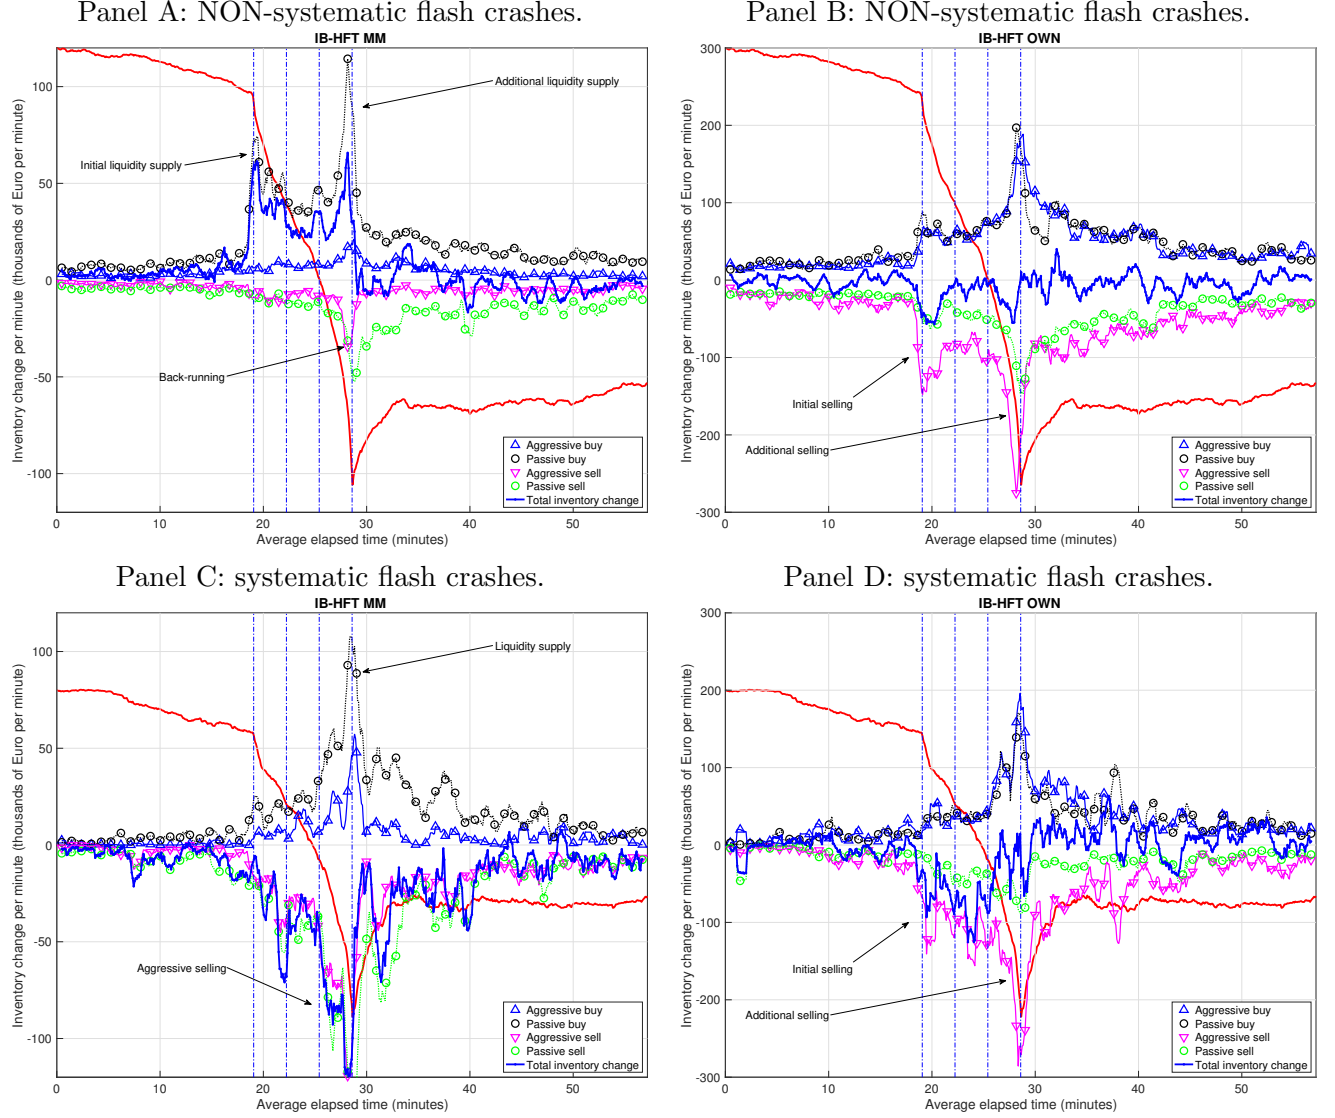 Panel A: NON-systematic flash crashes.
IB-HFT MM
Inventory change per minute (thousands of Euro per minute)
100
50
0
-50
-100
Initial liquidity supply
Additional liquidity supply
Back-running
Aggressive buy
Passive buy
Aggressive sell
Passive sell
Total inventory change
0 10 20 30 40 50
Average elapsed time (minutes)
Panel B: NON-systematic flash crashes.
IB-HFT OWN
Inventory change per minute (thousands of Euro per minute)
300
200
100
0
-100
-200
-300
Initial selling
Additional selling
Aggressive buy
Passive buy
Aggressive sell
Passive sell
Total inventory change
0 10 20 30 40 50
Average elapsed time (minutes)
Panel C: systematic flash crashes.
IB-HFT MM
Inventory change per minute (thousands of Euro per minute)
100
50
0
-50
-100
Liquidity supply
Aggressive selling
Aggressive buy
Passive buy
Aggressive sell
Passive sell
Total inventory change
0 10 20 30 40 50
Average elapsed time (minutes)
Panel D: systematic flash crashes.
IB-HFT OWN
Inventory change per minute (thousands of Euro per minute)
300
200
100
0
-100
-200
-300
Initial selling
Additional selling
Aggressive buy
Passive buy
Aggressive sell
Passive sell
Total inventory change
0 10 20 30 40 50
Average elapsed time (minutes)